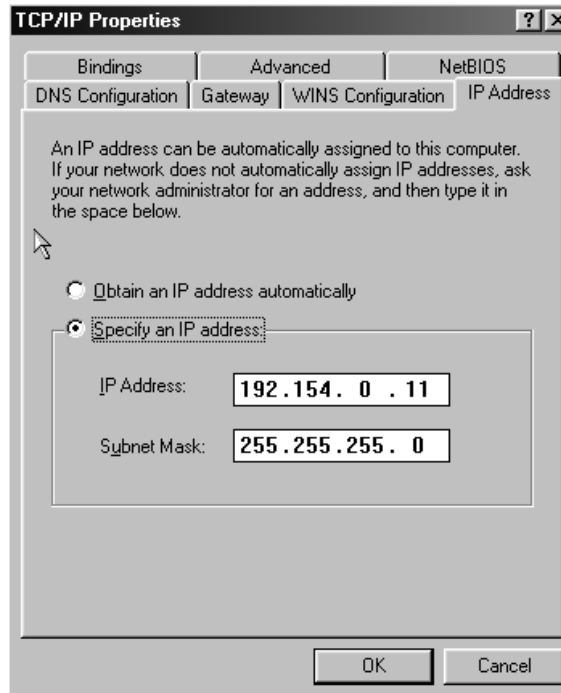 TCP/IP Properties
Bindings
Advanced
NetBIOS
DNS Configuration
Gateway
WINS Configuration
IP Address
An IP address can be automatically assigned to this computer.
If your network does not automatically assign IP addresses, ask
your network administrator for an address, and then type it in
the space below.
Obtain an IP address automatically
Specify an IP address:
IP Address:
192.154. 0 . 11
Subnet Mask:
255.255.255. 0
OK
Cancel